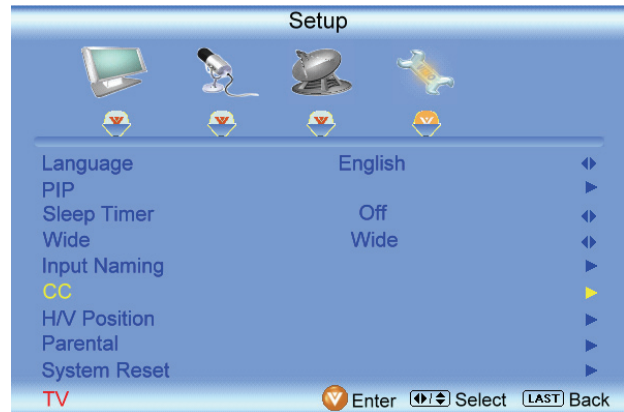 Setup
Language English
PIP
Sleep Timer Off
Wide Wide
Input Naming
CC
H/V Position
Parental
System Reset
TV Enter Select LAST Back